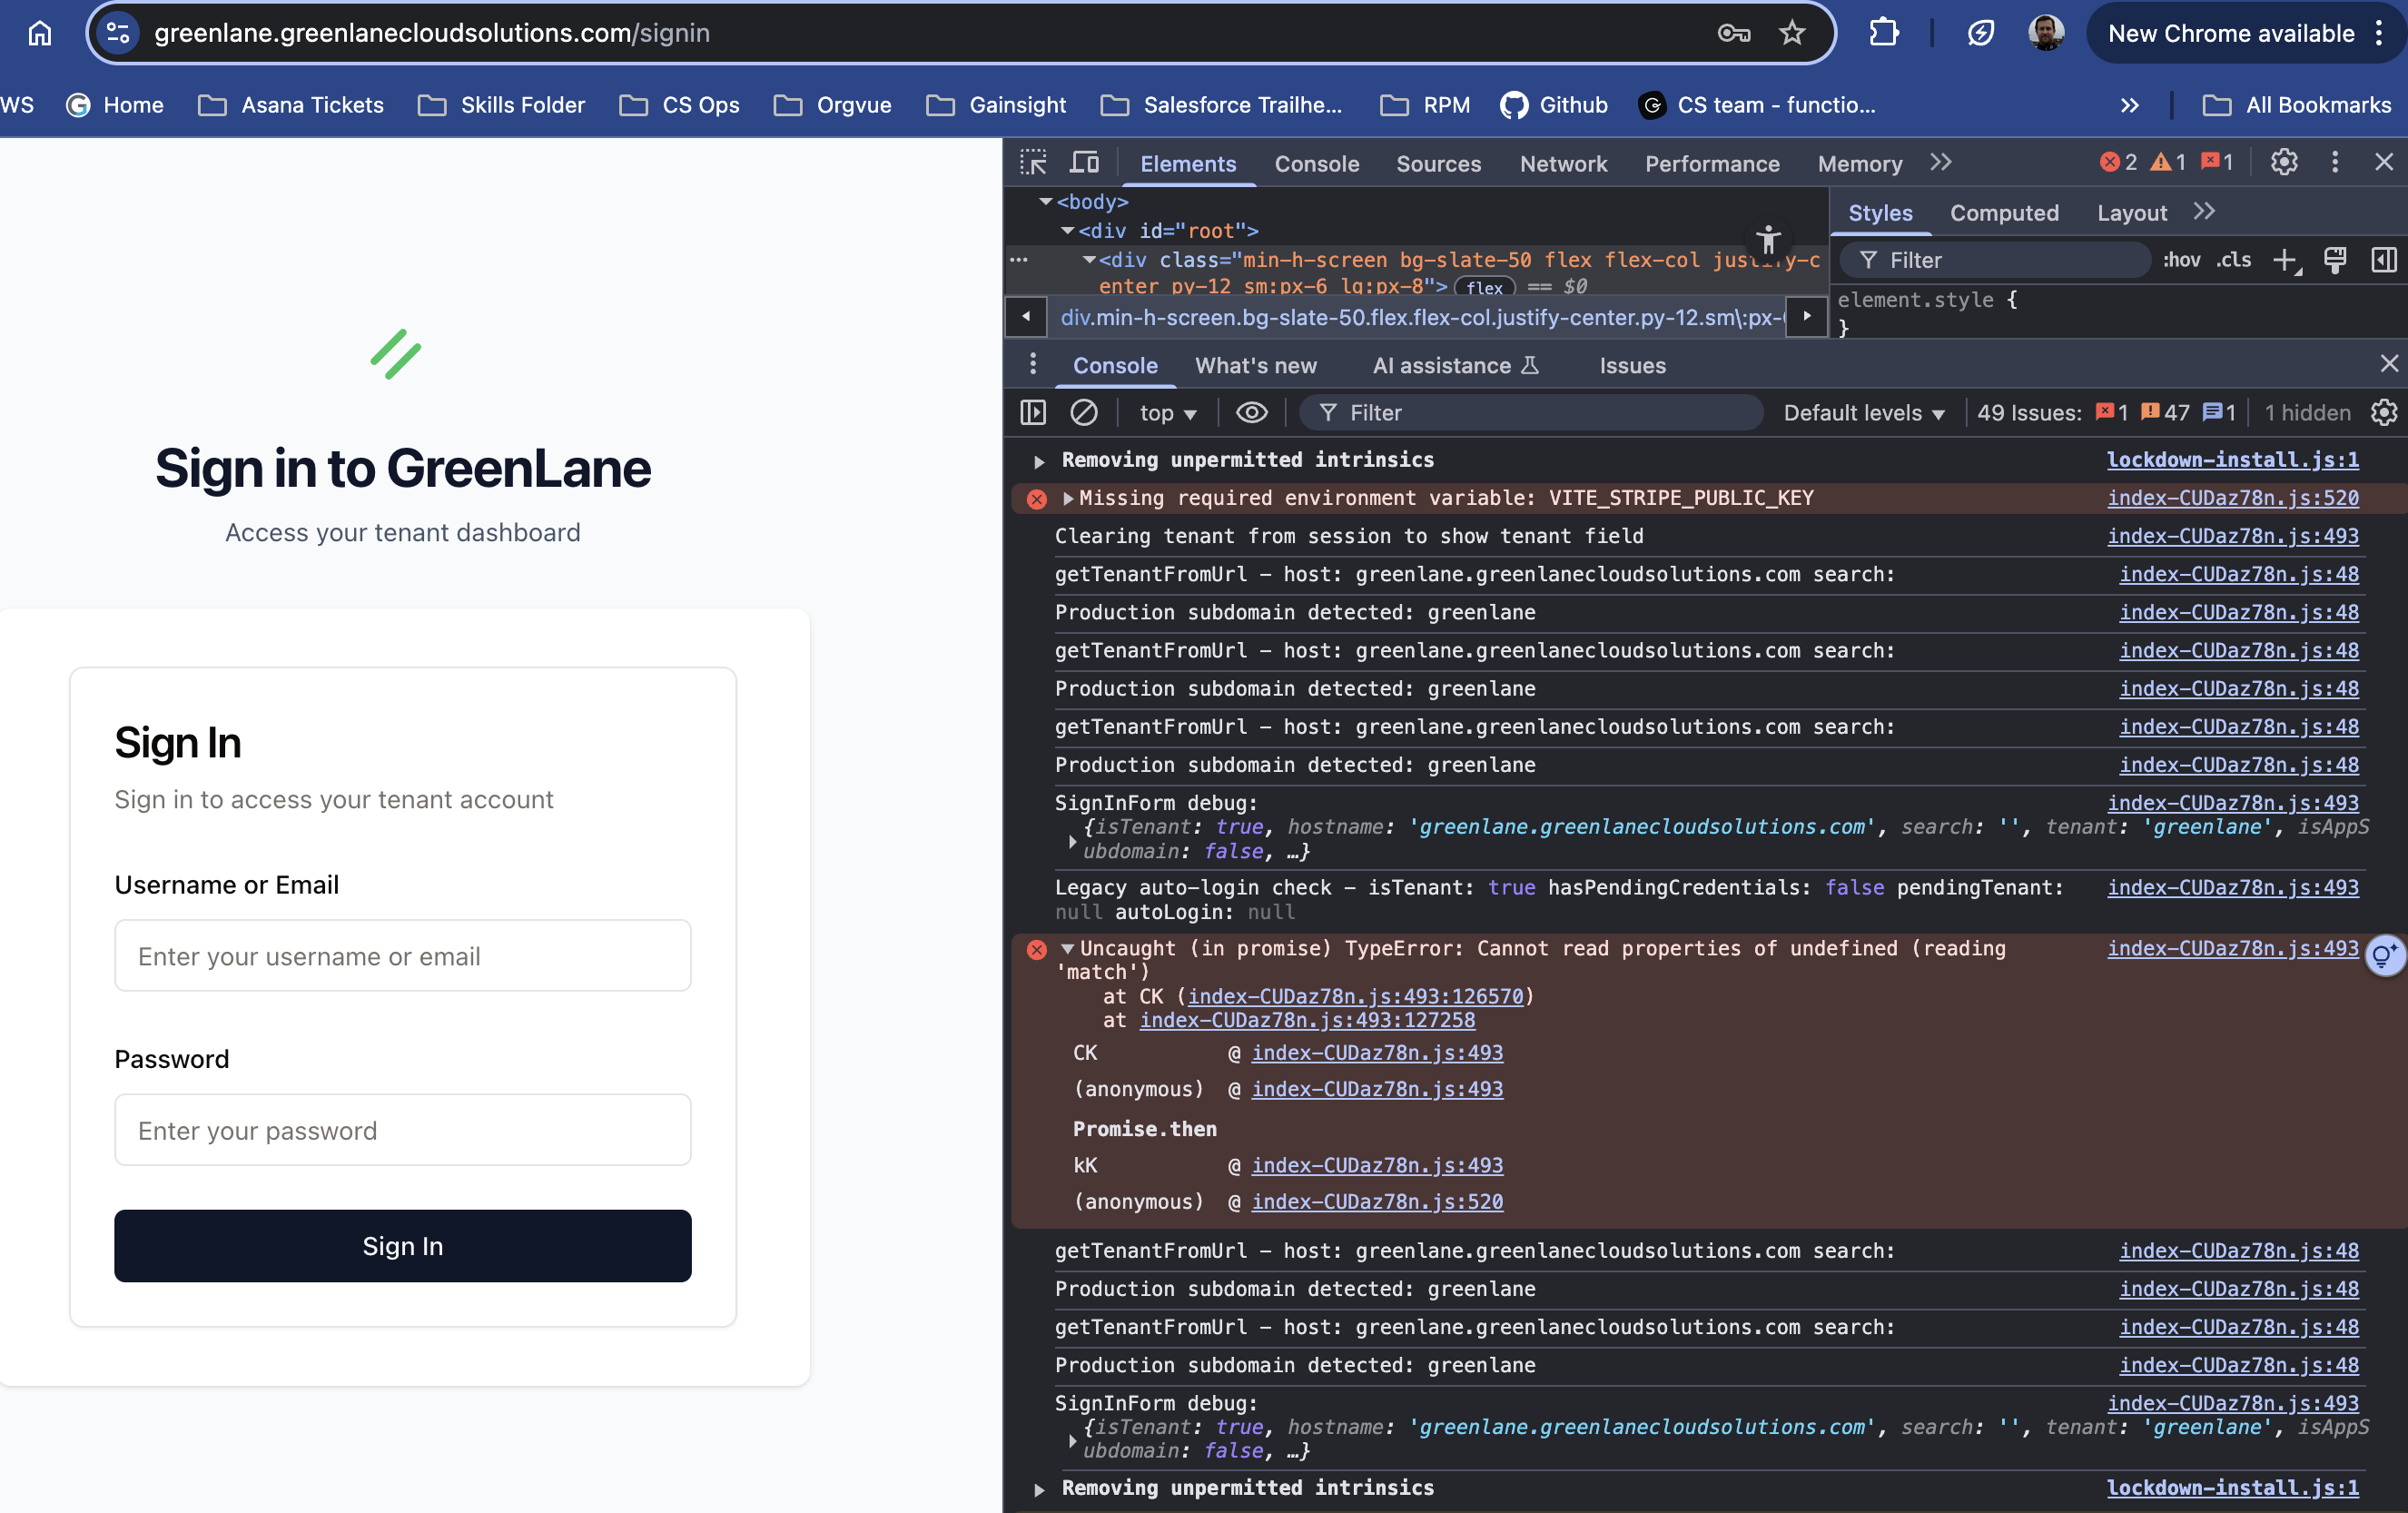 greenlane.greenlanecloudsolutions.com/signin
New Chrome available
WS
Home
Asana Tickets
Skills Folder
CS Ops
Orgvue
Gainsight
Salesforce Trailhe...
RPM
Github
CS team - functio...
All Bookmarks
Sign in to GreenLane
Access your tenant dashboard
Sign In
Sign in to access your tenant account
Username or Email
Enter your username or email
Password
Enter your password
Sign In
Elements Console Sources Network Performance Memory
2 1 1
<body>
<div id="root">
<div class="min-h-screen bg-slate-50 flex flex-col justify-c
enter py-12 sm:px-6 lg:px-8"> flex == $0
div.min-h-screen.bg-slate-50.flex.flex-col.justify-center.py-12.sm\:px-
Styles Computed Layout
Filter :hov .cls
element.style {
}
Console What's new AI assistance Issues
top Filter Default levels 49 Issues: 1 47 1 1 hidden
Removing unpermitted intrinsics lockdown-install.js:1
Missing required environment variable: VITE_STRIPE_PUBLIC_KEY index-CUDaz78n.js:520
Clearing tenant from session to show tenant field index-CUDaz78n.js:493
getTenantFromUrl - host: greenlane.greenlanecloudsolutions.com search: index-CUDaz78n.js:48
Production subdomain detected: greenlane index-CUDaz78n.js:48
getTenantFromUrl - host: greenlane.greenlanecloudsolutions.com search: index-CUDaz78n.js:48
Production subdomain detected: greenlane index-CUDaz78n.js:48
getTenantFromUrl - host: greenlane.greenlanecloudsolutions.com search: index-CUDaz78n.js:48
Production subdomain detected: greenlane index-CUDaz78n.js:48
SignInForm debug: index-CUDaz78n.js:493
{isTenant: true, hostname: 'greenlane.greenlanecloudsolutions.com', search: '', tenant: 'greenlane', isAppS
ubdomain: false, …}
Legacy auto-login check - isTenant: true hasPendingCredentials: false pendingTenant: index-CUDaz78n.js:493
null autoLogin: null
Uncaught (in promise) TypeError: Cannot read properties of undefined (reading index-CUDaz78n.js:493
'match')
at CK (index-CUDaz78n.js:493:126570)
at index-CUDaz78n.js:493:127258
CK @ index-CUDaz78n.js:493
(anonymous) @ index-CUDaz78n.js:493
Promise.then
kK @ index-CUDaz78n.js:493
(anonymous) @ index-CUDaz78n.js:520
getTenantFromUrl - host: greenlane.greenlanecloudsolutions.com search: index-CUDaz78n.js:48
Production subdomain detected: greenlane index-CUDaz78n.js:48
getTenantFromUrl - host: greenlane.greenlanecloudsolutions.com search: index-CUDaz78n.js:48
Production subdomain detected: greenlane index-CUDaz78n.js:48
SignInForm debug: index-CUDaz78n.js:493
{isTenant: true, hostname: 'greenlane.greenlanecloudsolutions.com', search: '', tenant: 'greenlane', isAppS
ubdomain: false, …}
Removing unpermitted intrinsics lockdown-install.js:1